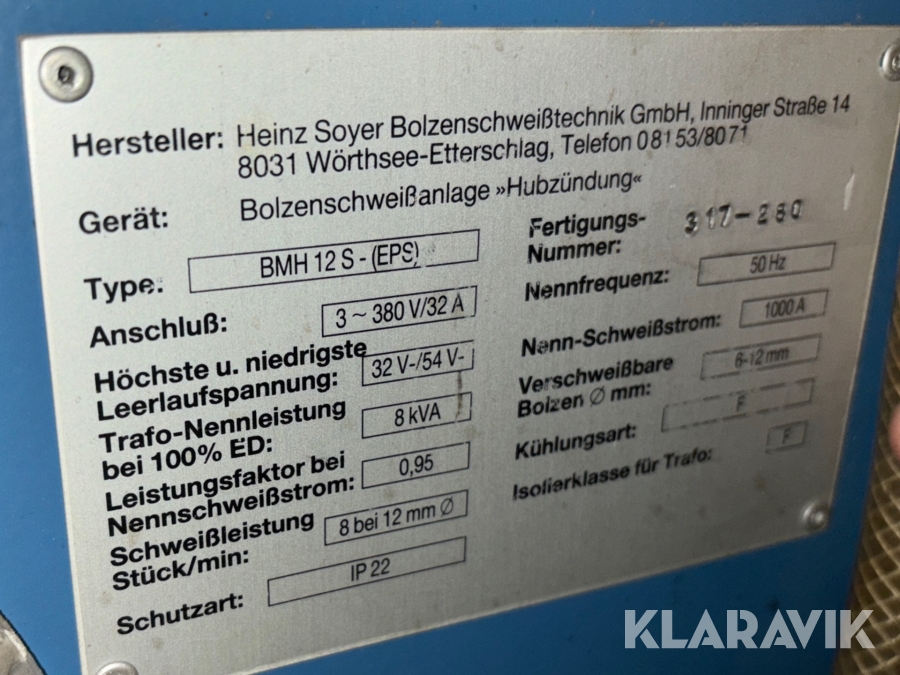 Hersteller: Heinz Soyer Bolzenschweißtechnik GmbH, Inninger Straße 14
8031 Wörthsee-Etterschlag, Telefon 08153/8071
Gerät: Bolzenschweißanlage »Hubzündung«
Type: BMH 12 S - (EPS)
Anschluß: 3 ~ 380 V/32 A
Höchste u. niedrigste
Leerlaufspannung: 32 V-/54 V-
Trafo-Nennleistung
bei 100% ED: 8 kVA
Leistungsfaktor bei
Nennschweißstrom: 0,95
Schweißleistung
Stück/min: 8 bei 12 mm Ø
Schutzart: IP 22
Fertigungs-
Nummer: 317-280
Nennfrequenz: 50 Hz
Nenn-Schweißstrom: 1000 A
Verschweißbare
Bolzen Ø mm: 6-12 mm
Kühlungsart: F
Isolierklasse für Trafo: F
KLARAVIK